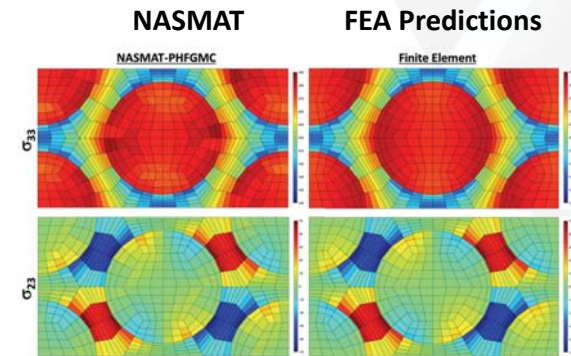 NASMAT FEA Predictions
NASMAT-PHFGMC Finite Element
σ33
σ23